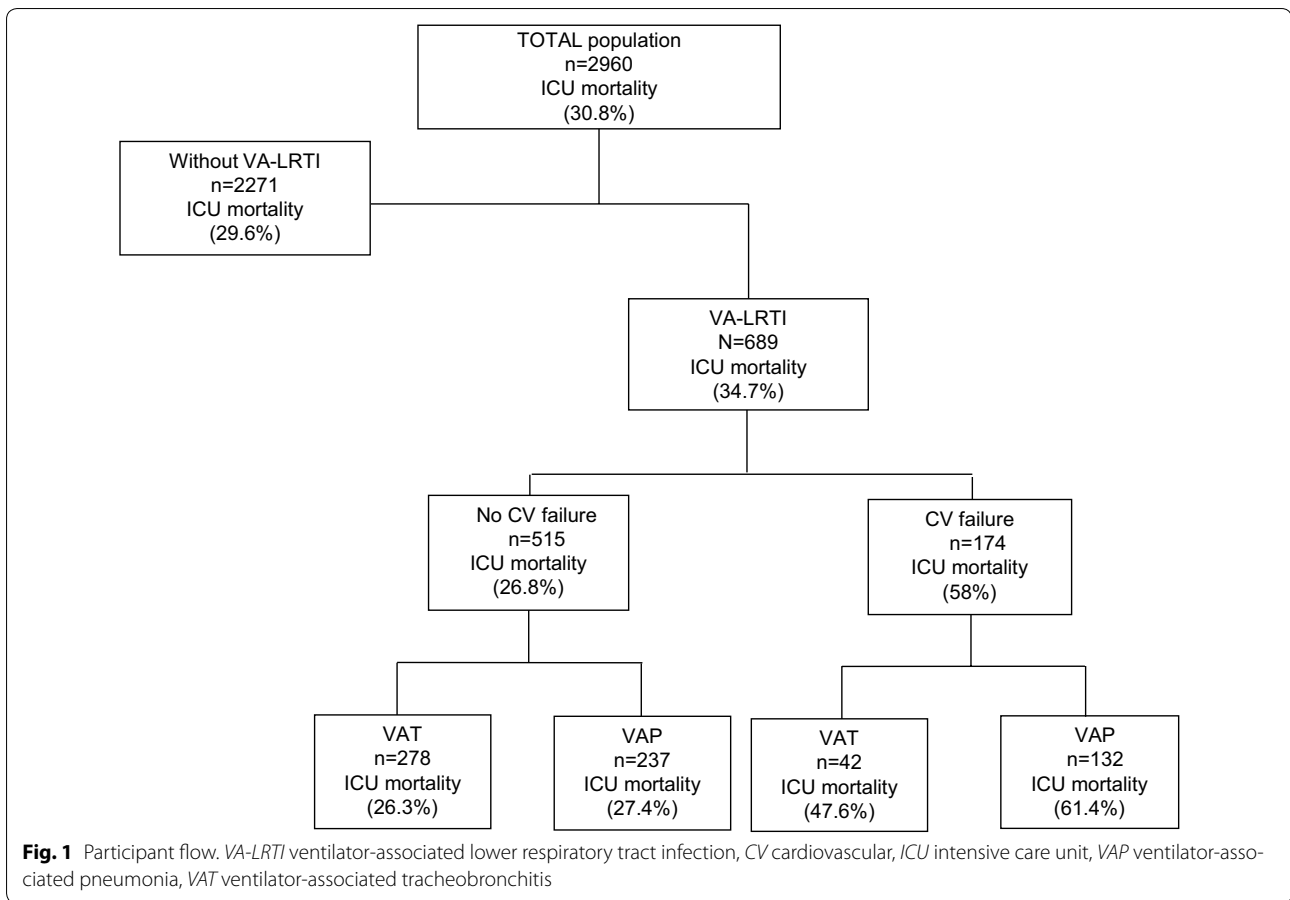 TOTAL population
n=2960
ICU mortality
(30.8%)
Without VA-LRTI
n=2271
ICU mortality
(29.6%)
VA-LRTI
N=689
ICU mortality
(34.7%)
No CV failure
n=515
ICU mortality
(26.8%)
CV failure
n=174
ICU mortality
(58%)
VAT
n=278
ICU mortality
(26.3%)
VAP
n=237
ICU mortality
(27.4%)
VAT
n=42
ICU mortality
(47.6%)
VAP
n=132
ICU mortality
(61.4%)
Fig. 1 Participant flow. VA-LRTI ventilator-associated lower respiratory tract infection, CV cardiovascular, ICU intensive care unit, VAP ventilator-asso-
ciated pneumonia, VAT ventilator-associated tracheobronchitis